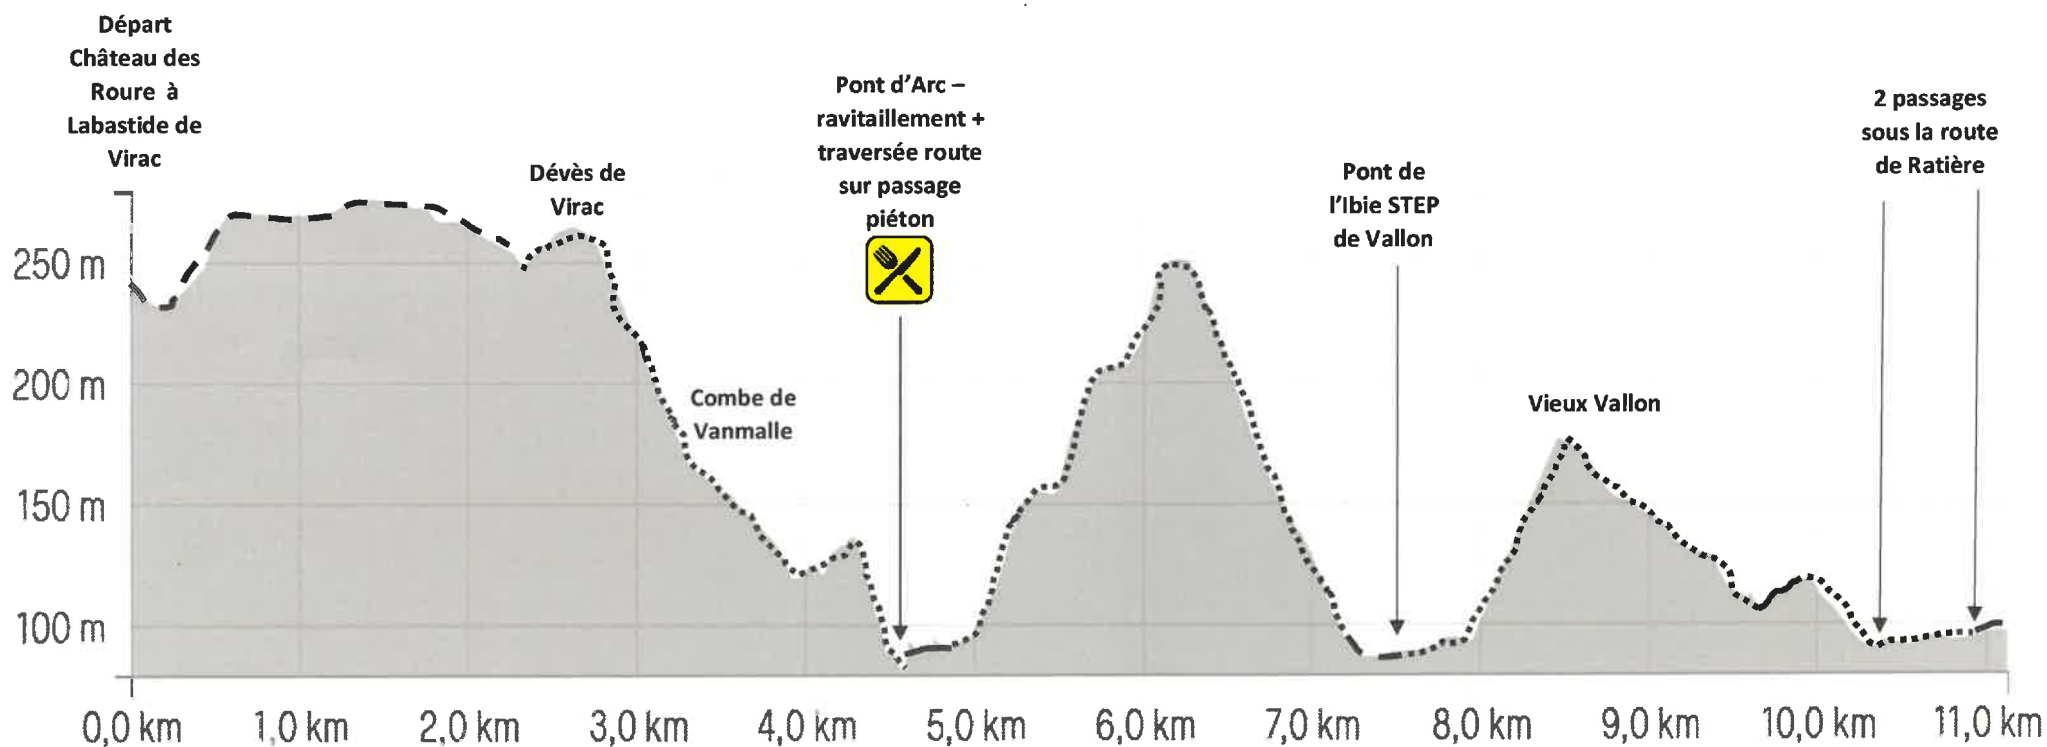 Départ
Château des
Roure à
Labastide de
Virac
Dévès de
Virac
Pont d'Arc –
ravitaillement +
traversée route
sur passage
piéton
Pont de
l'Ibie STEP
de Vallon
2 passages
sous la route
de Ratière
Combe de
Vanmalle
Vieux Vallon
250 m
200 m
150 m
100 m
0,0 km 1,0 km 2,0 km 3,0 km 4,0 km 5,0 km 6,0 km 7,0 km 8,0 km 9,0 km 10,0 km 11,0 km